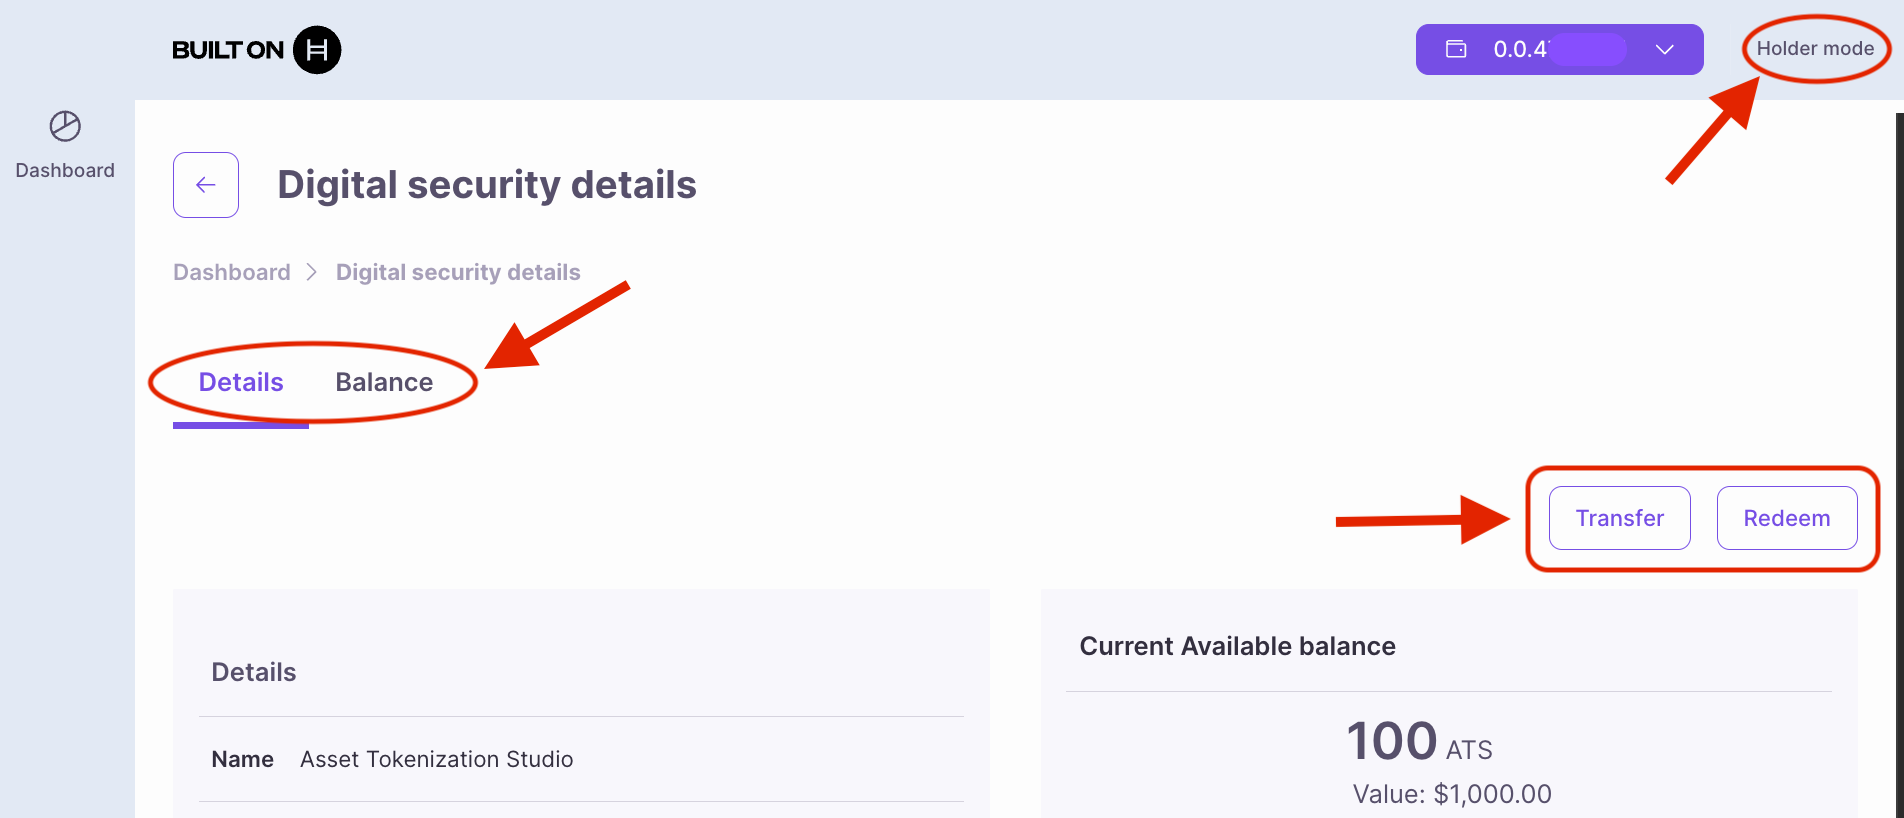 BUILT ON
0.0.4
Holder mode
Dashboard
Digital security details
Dashboard > Digital security details
Details Balance
Transfer Redeem
Details
Name Asset Tokenization Studio
Current Available balance
100 ATS
Value: $1,000.00